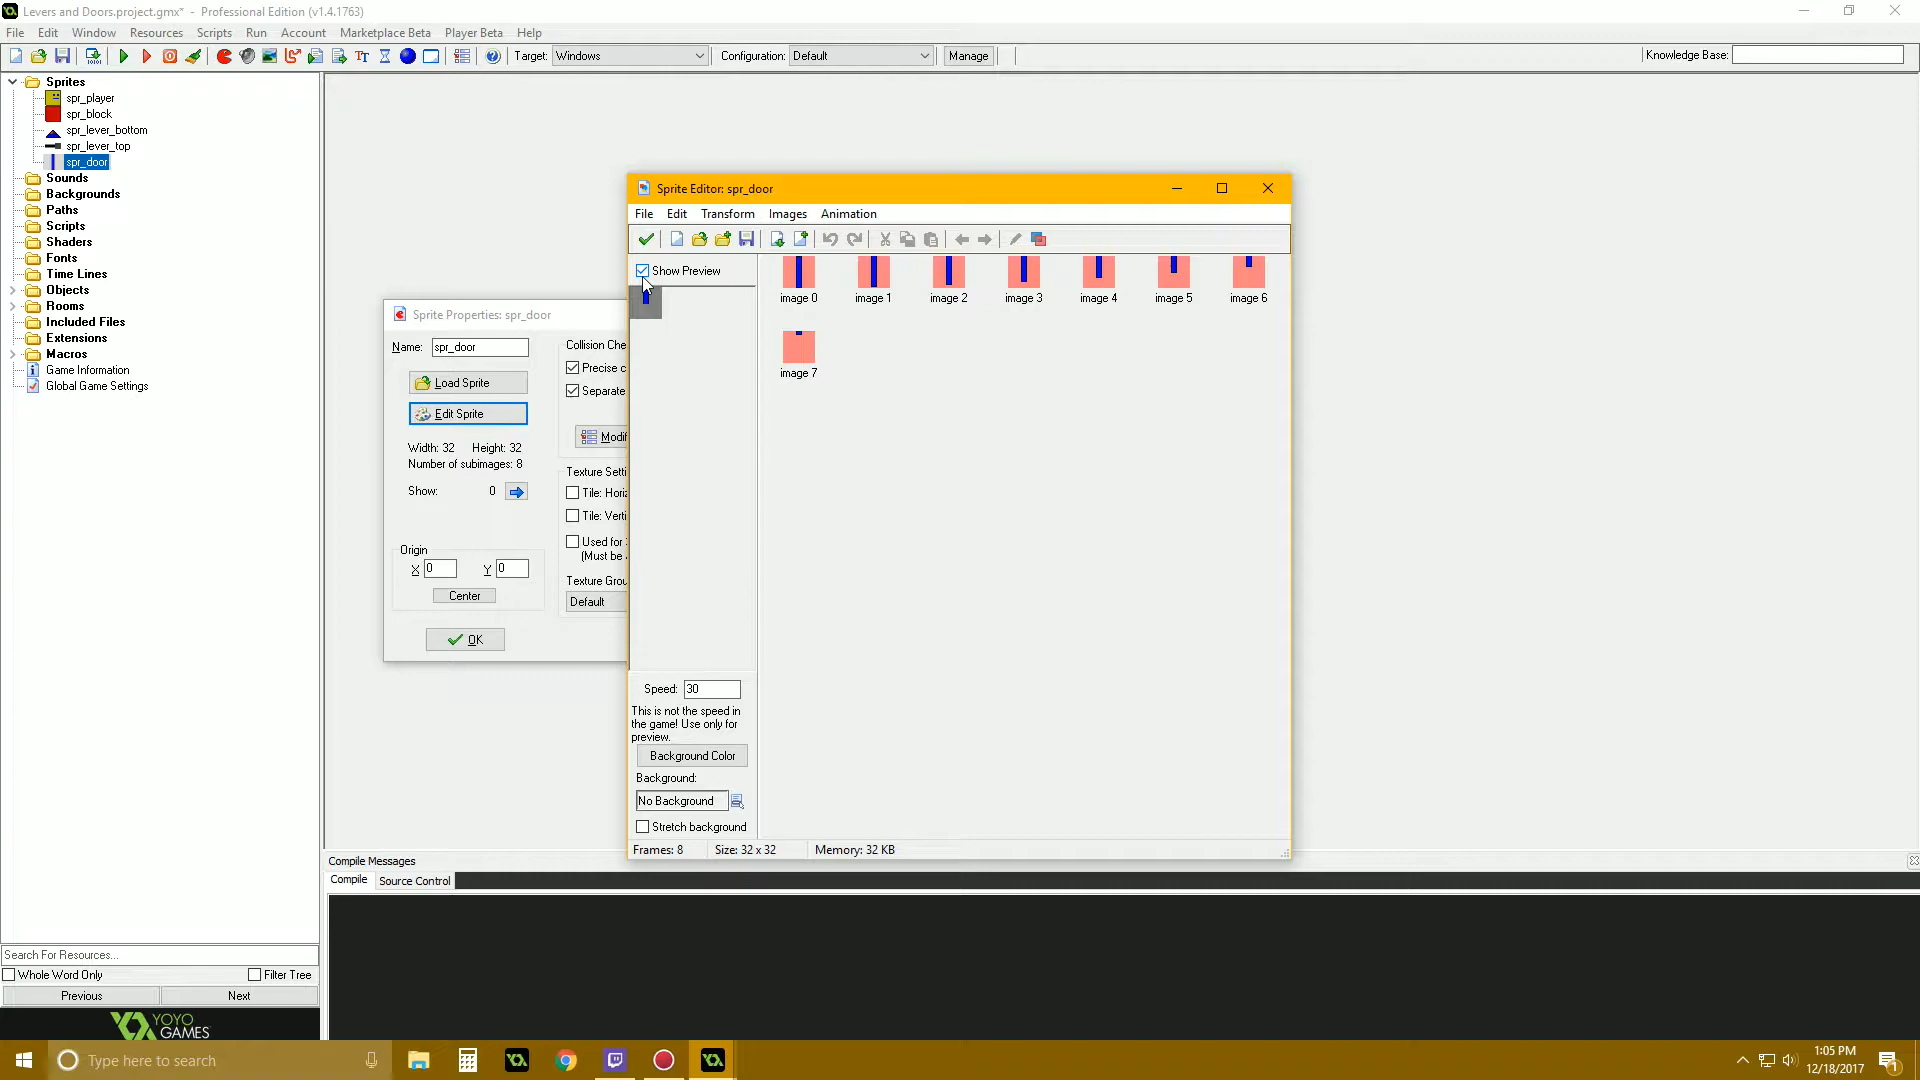 Levers and Doors.project.gmx* - Professional Edition (v1.4.1763)
File Edit Window Resources Scripts Run Account Marketplace Beta Player Beta Help
Target: Windows Configuration: Default Manage Knowledge Base:
Sprites
spr_player
spr_block
spr_lever_bottom
spr_lever_top
spr_door
Sounds
Backgrounds
Paths
Scripts
Shaders
Fonts
Time Lines
Objects
Rooms
Included Files
Extensions
Macros
Game Information
Global Game Settings
Search For Resources...
Whole Word Only Filter Tree
Previous Next
YOYO
GAMES
Sprite Properties: spr_door
Name: spr_door
Load Sprite
Edit Sprite
Width: 32 Height: 32
Number of subimages: 8
Show: 0
Origin
X 0 Y 0
Center
OK
Collision Che
Precise c
Separate
Modif
Texture Setti
Tile: Horiz
Tile: Verti
Used for
(Must be
Texture Grou
Default
Sprite Editor: spr_door
File Edit Transform Images Animation
Show Preview
image 0 image 1 image 2 image 3 image 4 image 5 image 6
image 7
Speed: 30
This is not the speed in
the game! Use only for
preview.
Background Color
Background:
No Background
Stretch background
Frames: 8 Size: 32 x 32 Memory: 32 KB
Compile Messages
Compile Source Control
Type here to search
1:05 PM
12/18/2017
1